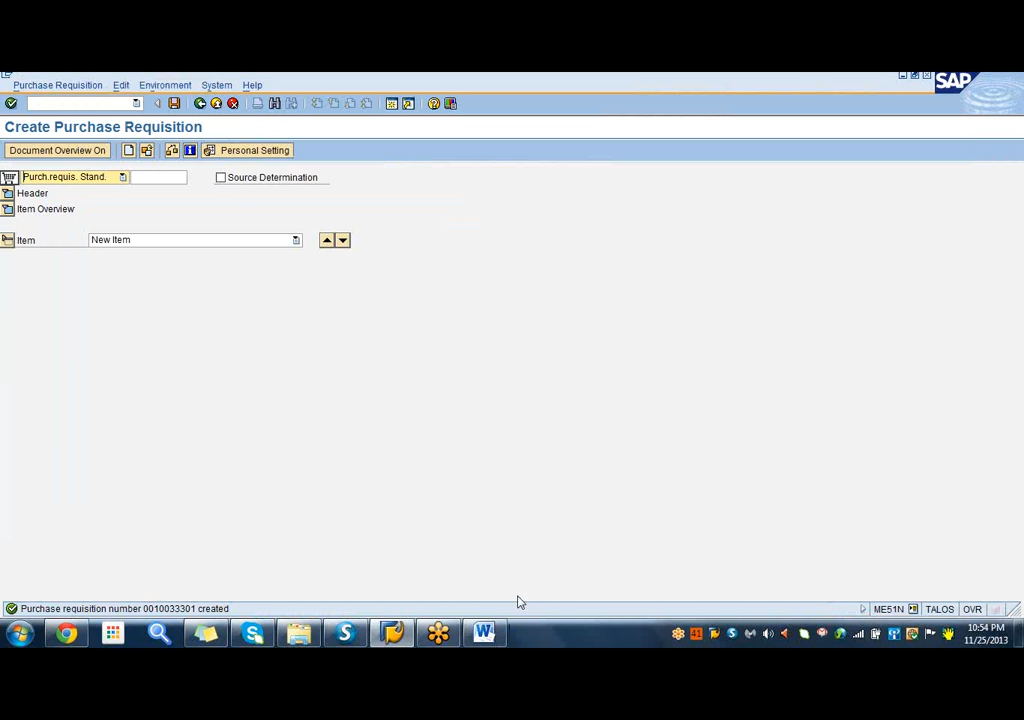 Purchase Requisition Edit Environment System Help
SAP
Create Purchase Requisition
Document Overview On Personal Setting
Purch.requis. Stand. Source Determination
Header
Item Overview
Item New Item
Purchase requisition number 0010033301 created ME51N TALOS OVR
41 10:54 PM
11/25/2013